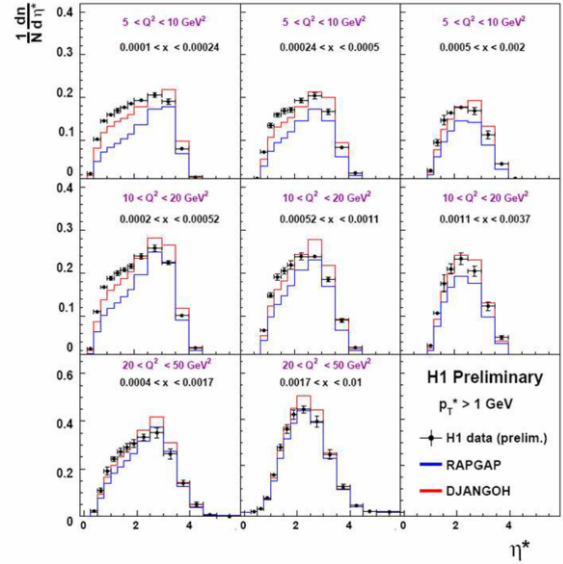 1/N dn/dη*
0.4
0.2
0.1
0
5 < Q² < 10 GeV²
0.0001 < x < 0.00024
5 < Q² < 10 GeV²
0.00024 < x < 0.0005
5 < Q² < 10 GeV²
0.0005 < x < 0.002
0.4
0.3
0.2
0.1
0
10 < Q² < 20 GeV²
0.0002 < x < 0.00052
10 < Q² < 20 GeV²
0.00052 < x < 0.0011
10 < Q² < 20 GeV²
0.0011 < x < 0.0037
0.6
0.4
0.2
0
20 < Q² < 50 GeV²
0.0004 < x < 0.0017
20 < Q² < 50 GeV²
0.0017 < x < 0.01
H1 Preliminary
p_T* > 1 GeV
H1 data (prelim.)
RAPGAP
DJANGOH
0 2 4 0 2 4 0 2 4
η*